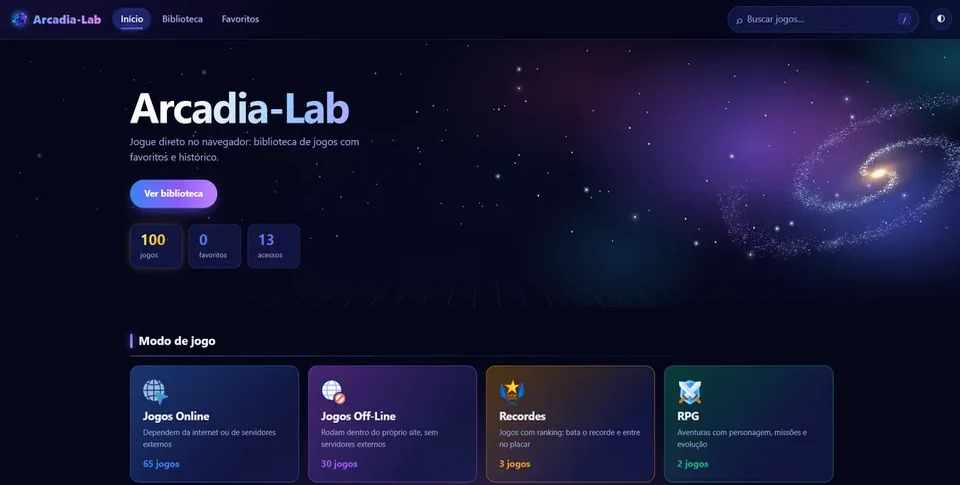 Arcadia-Lab
Início
Biblioteca
Favoritos
Buscar jogos...
/
Arcadia-Lab
Jogue direto no navegador: biblioteca de jogos com
favoritos e histórico.
Ver biblioteca
100
jogos
0
favoritos
13
acessos
Modo de jogo
Jogos Online
Dependem da internet ou de servidores
externos
65 jogos
Jogos Off-Line
Rodam dentro do próprio site, sem
servidores externos
30 jogos
Recordes
Jogos com ranking: bata o recorde e entre
no placar
3 jogos
RPG
Aventuras com personagem, missões e
evolução
2 jogos